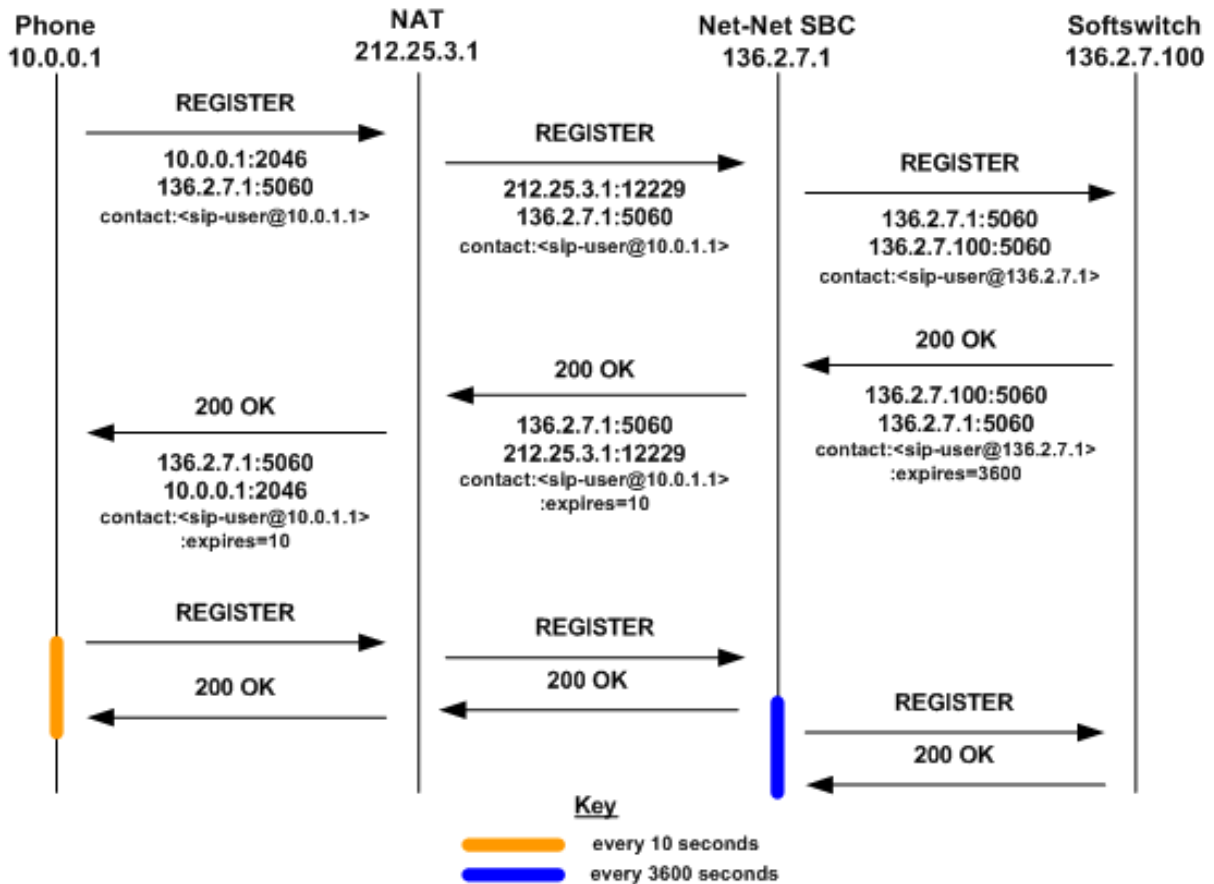 Phone
10.0.0.1
NAT
212.25.3.1
Net-Net SBC
136.2.7.1
Softswitch
136.2.7.100
REGISTER
10.0.0.1:2046
136.2.7.1:5060
contact:<sip-user@10.0.1.1>
REGISTER
212.25.3.1:12229
136.2.7.1:5060
contact:<sip-user@10.0.1.1>
REGISTER
136.2.7.1:5060
136.2.7.100:5060
contact:<sip-user@136.2.7.1>
200 OK
136.2.7.100:5060
136.2.7.1:5060
contact:<sip-user@136.2.7.1>
:expires=3600
200 OK
136.2.7.1:5060
212.25.3.1:12229
contact:<sip-user@10.0.1.1>
:expires=10
200 OK
136.2.7.1:5060
10.0.0.1:2046
contact:<sip-user@10.0.1.1>
:expires=10
REGISTER
REGISTER
200 OK
200 OK
REGISTER
200 OK
Key
every 10 seconds
every 3600 seconds